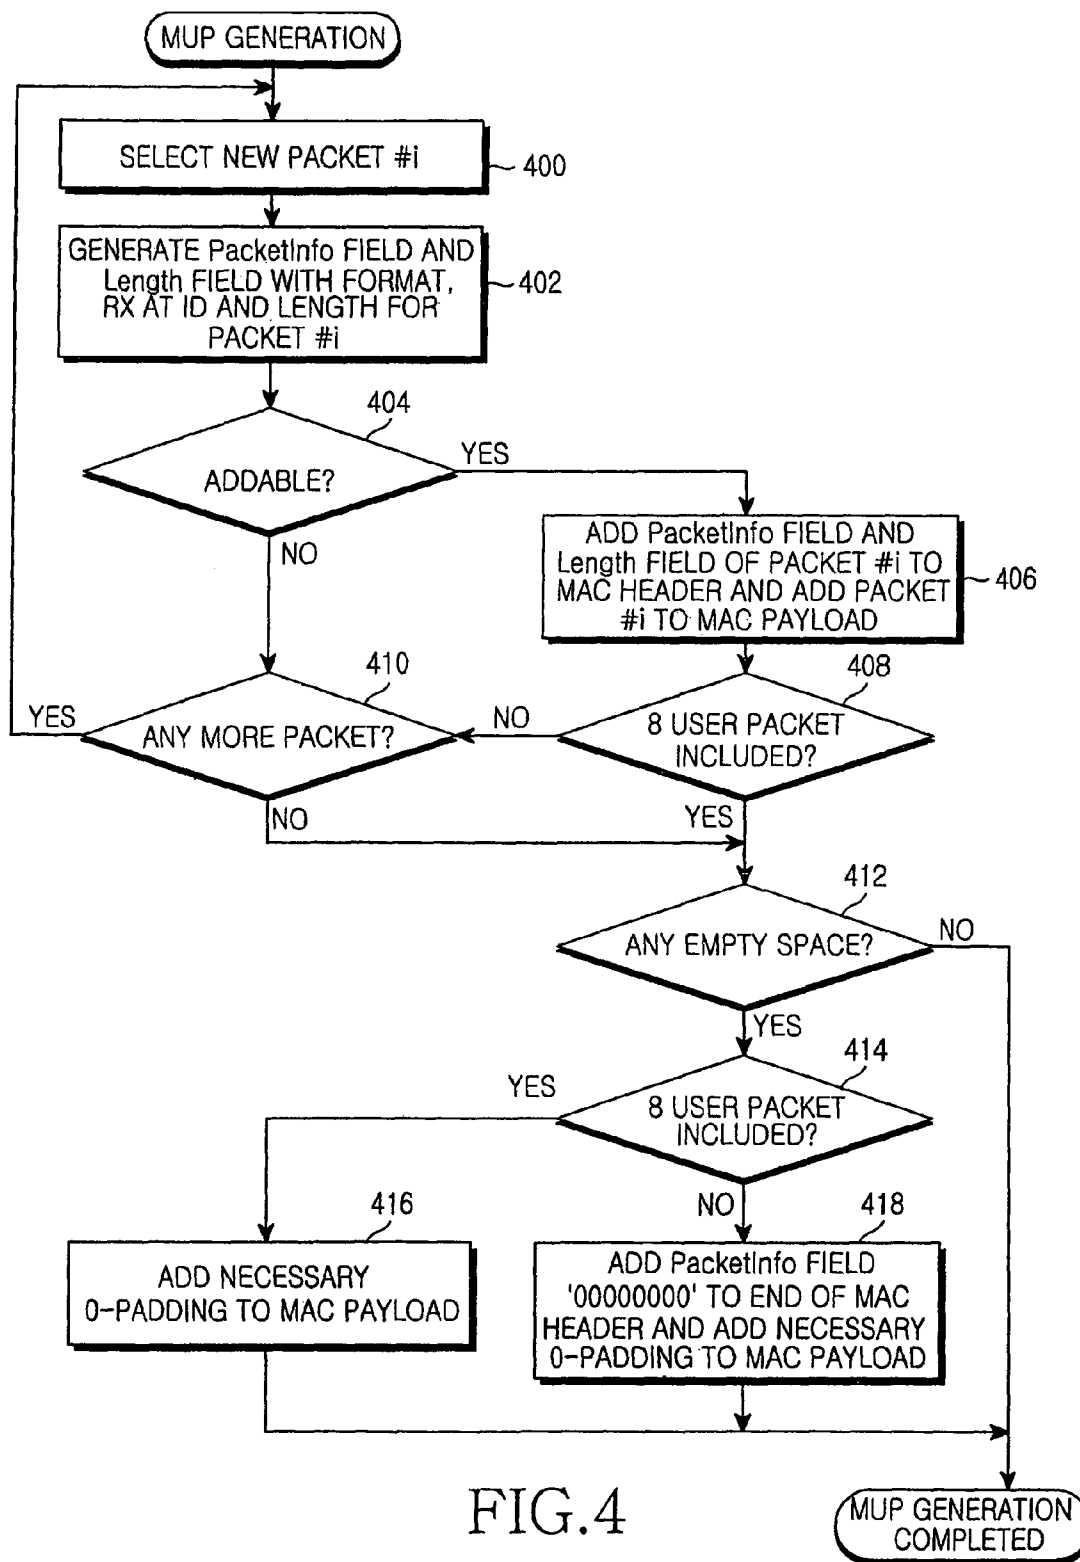 MUP GENERATION
SELECT NEW PACKET #i
400
GENERATE PacketInfo FIELD AND
Length FIELD WITH FORMAT,
RX AT ID AND LENGTH FOR
PACKET #i
402
404
ADDABLE?
YES
NO
ADD PacketInfo FIELD AND
Length FIELD OF PACKET #i TO
MAC HEADER AND ADD PACKET
#i TO MAC PAYLOAD
406
410
ANY MORE PACKET?
YES
NO
408
8 USER PACKET
INCLUDED?
NO
YES
412
ANY EMPTY SPACE?
NO
YES
414
8 USER PACKET
INCLUDED?
YES
NO
416
ADD NECESSARY
0-PADDING TO MAC PAYLOAD
418
ADD PacketInfo FIELD
'00000000' TO END OF MAC
HEADER AND ADD NECESSARY
0-PADDING TO MAC PAYLOAD
MUP GENERATION
COMPLETED
FIG.4